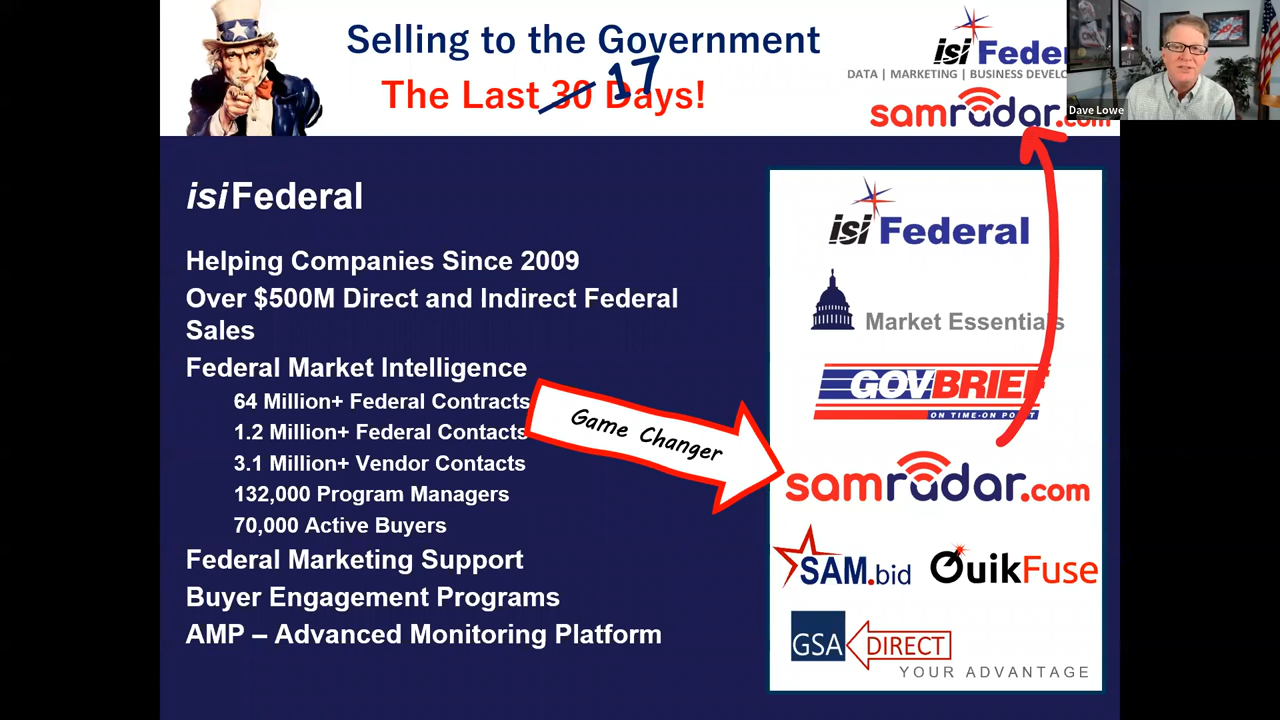 Selling to the Government
The Last 30 17 Days!
isi Feder
DATA | MARKETING | BUSINESS DEVELO
samradar.com
Dave Lowe
isiFederal
Helping Companies Since 2009
Over $500M Direct and Indirect Federal
Sales
Federal Market Intelligence
64 Million+ Federal Contracts
1.2 Million+ Federal Contacts
3.1 Million+ Vendor Contacts
132,000 Program Managers
70,000 Active Buyers
Federal Marketing Support
Buyer Engagement Programs
AMP – Advanced Monitoring Platform
Game Changer
isi Federal
Market Essentials
GOVBRIEF
ON TIME-ON POINT
samradar.com
SAM.bid
QuikFuse
GSA DIRECT
YOUR ADVANTAGE